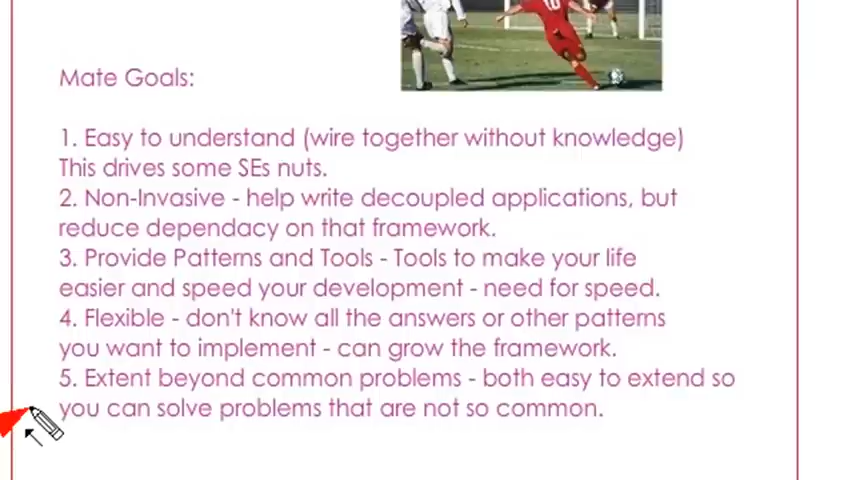 Mate Goals:
1. Easy to understand (wire together without knowledge)
This drives some SEs nuts.
2. Non-Invasive - help write decoupled applications, but
reduce dependacy on that framework.
3. Provide Patterns and Tools - Tools to make your life
easier and speed your development - need for speed.
4. Flexible - don't know all the answers or other patterns
you want to implement - can grow the framework.
5. Extent beyond common problems - both easy to extend so
you can solve problems that are not so common.